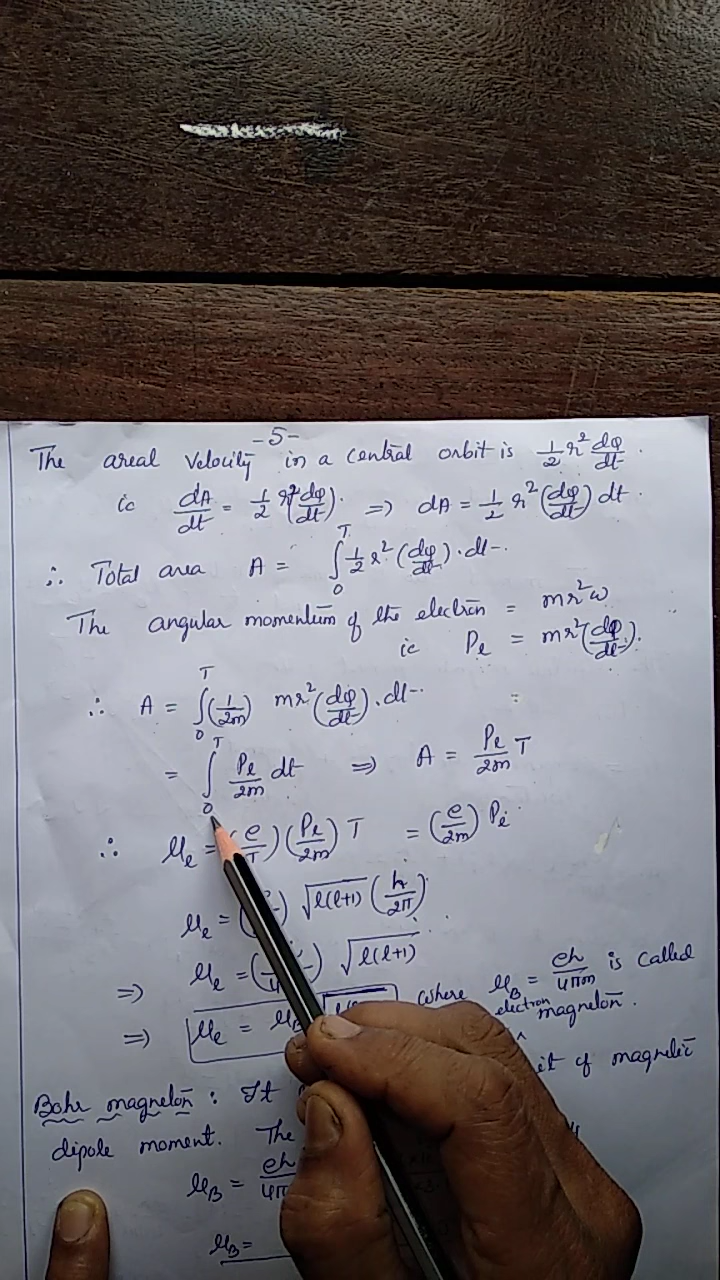 -5-
The areal velocity in a central orbit is 1/2 r² dφ/dt.
ie dA/dt = 1/2 r²(dφ/dt). ⇒ dA = 1/2 r² (dφ/dt) dt.
∴ Total area A = ∫₀ᵀ 1/2 r² (dφ/dt).dt.
The angular momentum of the electron = mr²ω
ie Pℓ = mr²(dφ/dt).
∴ A = ∫₀ᵀ (1/2m) mr² (dφ/dt).dt.
= ∫₀ᵀ Pℓ/2m dt ⇒ A = Pℓ/2m T
∴ μℓ = (e/T)(Pℓ/2m) T = (e/2m) Pℓ
μℓ = ( ) √ℓ(ℓ+1) (h/2π).
⇒ μℓ = ( ) √ℓ(ℓ+1)
⇒ μℓ = μB where μB = eh/4πm is called
electron
magneton.
Bohr magneton : It of magnetic
dipole moment. The
μB = eh
μB =